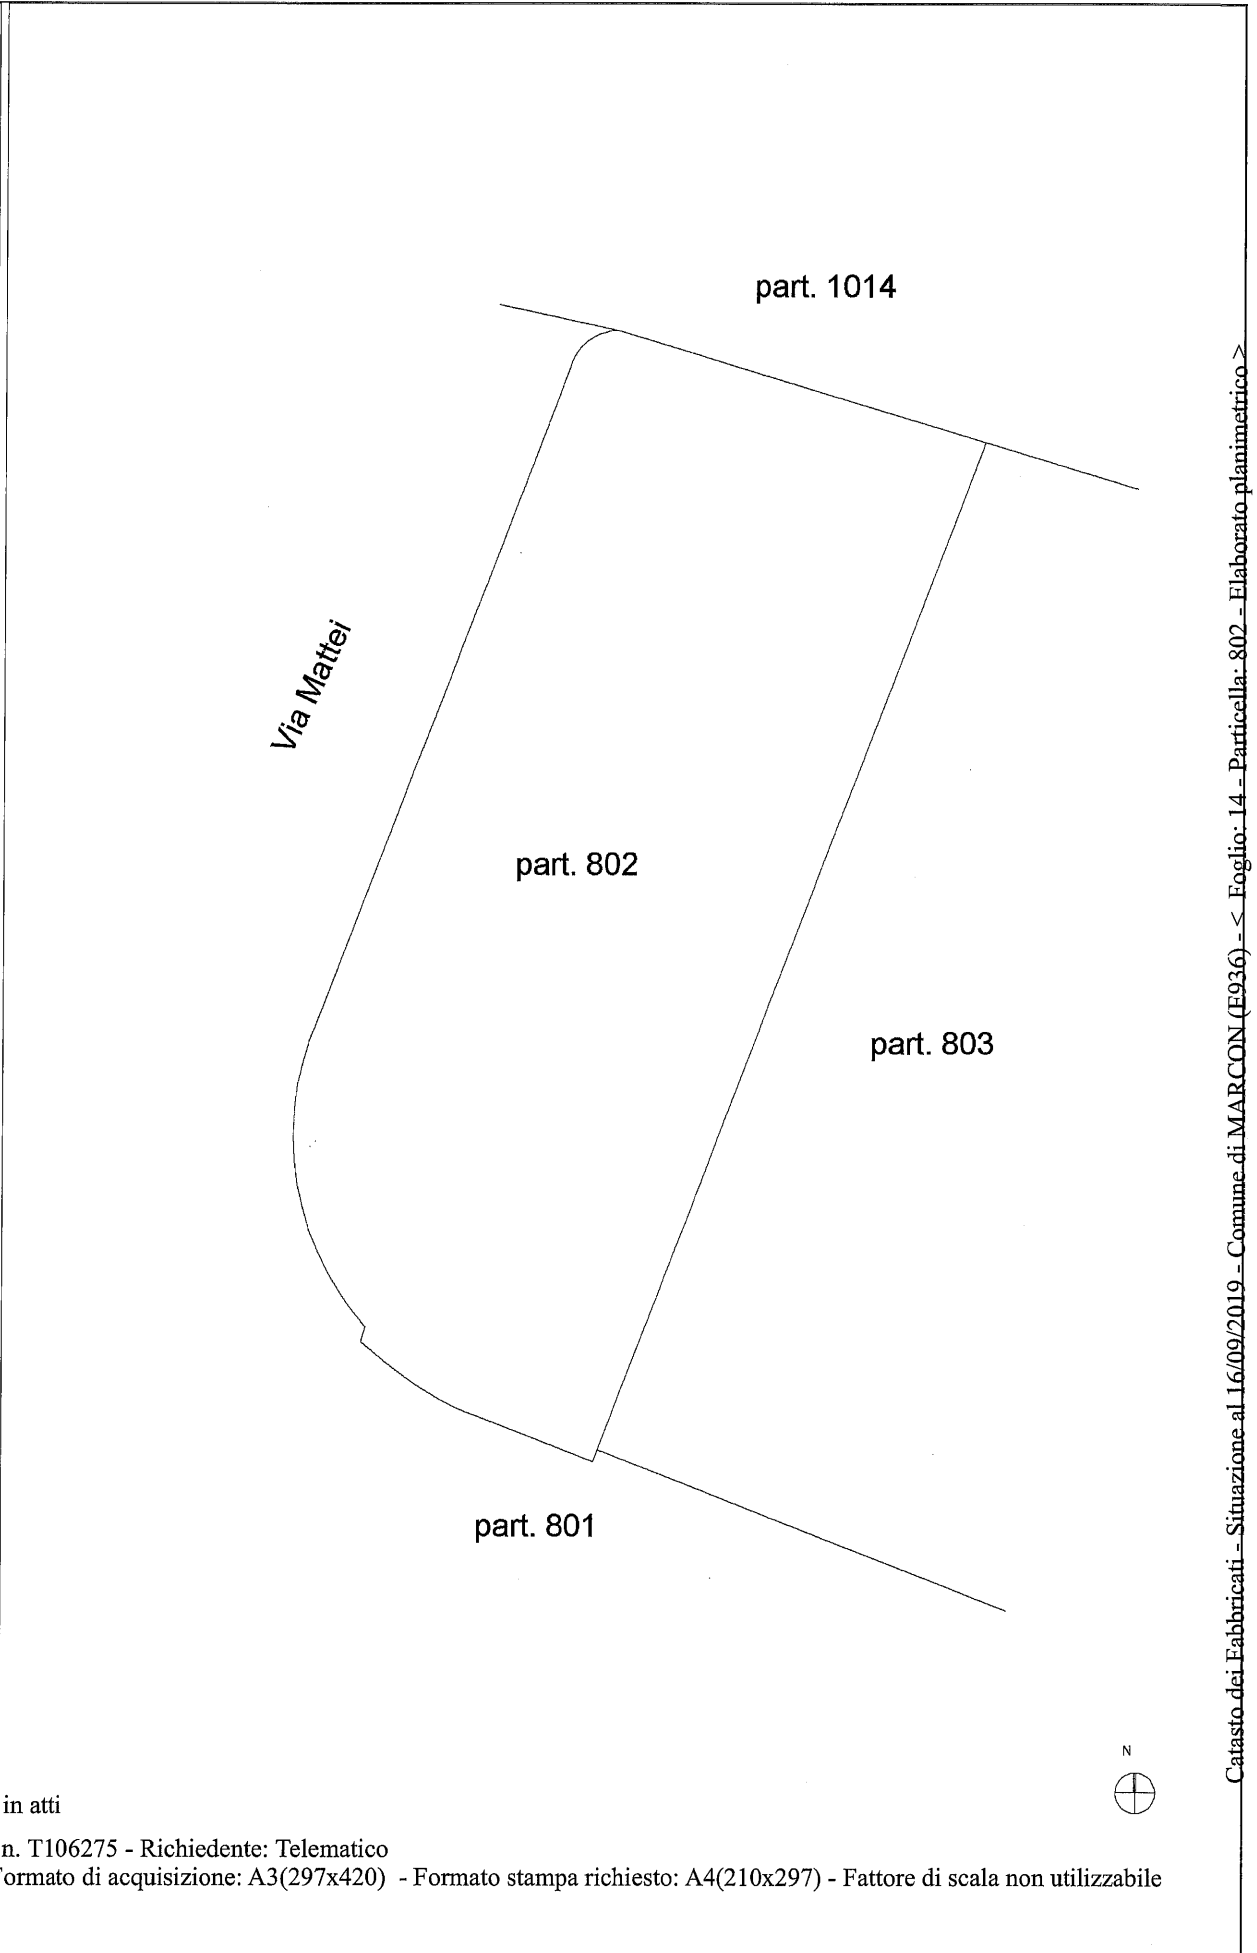 part. 1014
Via Mattei
part. 802
part. 803
part. 801
N
in atti
n. T106275 - Richiedente: Telematico
ormato di acquisizione: A3(297x420) - Formato stampa richiesto: A4(210x297) - Fattore di scala non utilizzabile
Catasto dei Fabbricati - Situazione al 16/09/2019 - Comune di MARCON (E936) - < Foglio: 14 - Particella: 802 - Elaborato planimetrico >